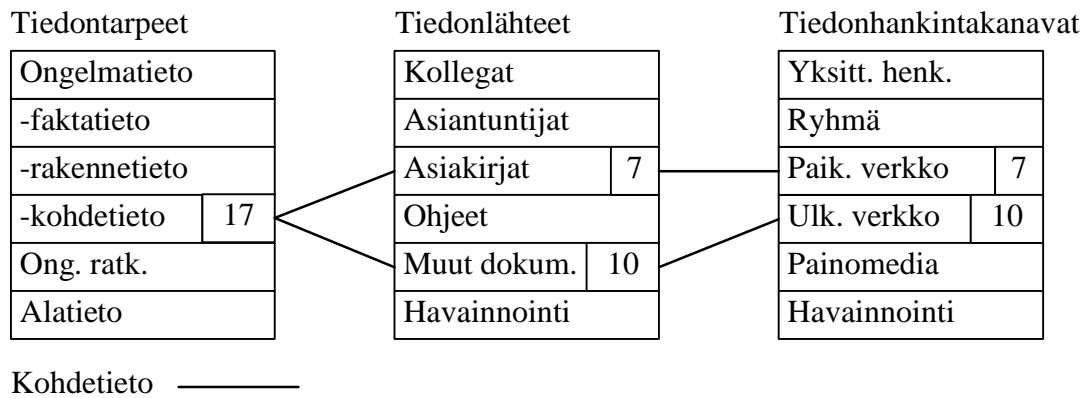 Tiedontarpeet Tiedonlähteet Tiedonhankintakanavat
Ongelmatieto Kollegat Yksitt. henk.
-faktatieto Asiantuntijat Ryhmä
-rakennetieto Asiakirjat 7 Paik. verkko 7
-kohdetieto 17 Ohjeet Ulk. verkko 10
Ong. ratk. Muut dokum. 10 Painomedia
Alatieto Havainnointi Havainnointi
Kohdetieto